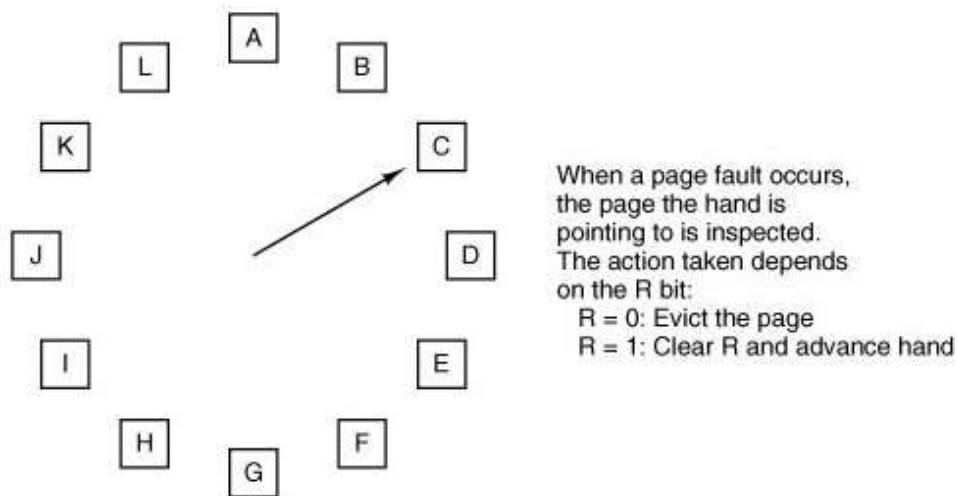 A
L
B
K
C
J
D
I
E
H
F
G
When a page fault occurs,
the page the hand is
pointing to is inspected.
The action taken depends
on the R bit:
R = 0: Evict the page
R = 1: Clear R and advance hand